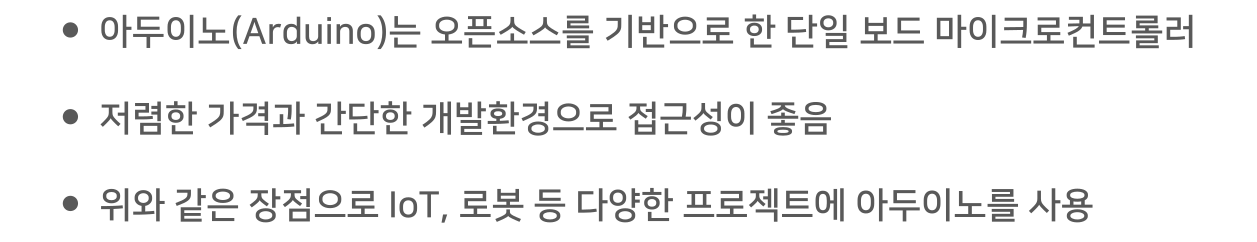 • 아두이노(Arduino)는 오픈소스를 기반으로 한 단일 보드 마이크로컨트롤러
• 저렴한 가격과 간단한 개발환경으로 접근성이 좋음
• 위와 같은 장점으로 IoT, 로봇 등 다양한 프로젝트에 아두이노를 사용